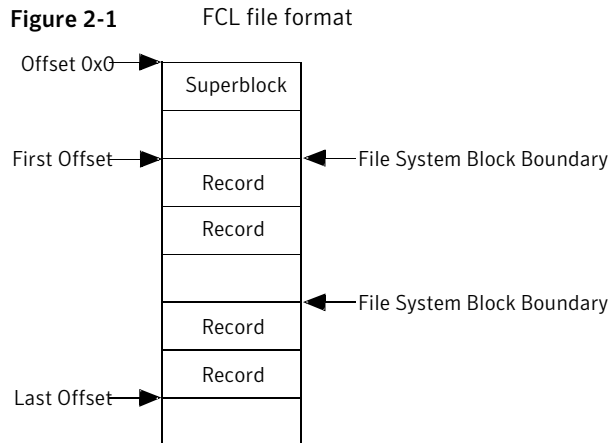 Figure 2-1 FCL file format
Offset 0x0
Superblock
First Offset
File System Block Boundary
Record
Record
File System Block Boundary
Record
Record
Last Offset